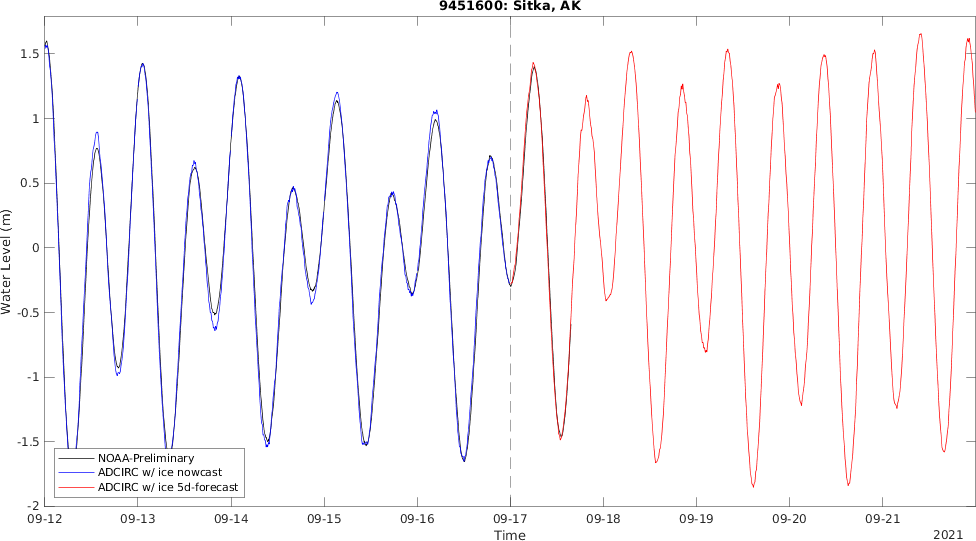 9451600: Sitka, AK
Water Level (m)
1.5
1
0.5
0
-0.5
-1
-1.5
-2
NOAA-Preliminary
ADCIRC w/ ice nowcast
ADCIRC w/ ice 5d-forecast
09-12 09-13 09-14 09-15 09-16 09-17 09-18 09-19 09-20 09-21
Time
2021